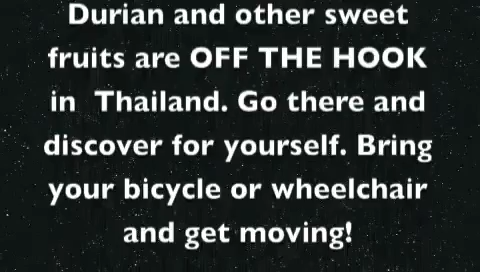 Durian and other sweet
fruits are OFF THE HOOK
in  Thailand. Go there and
discover for yourself. Bring
your bicycle or wheelchair
and get moving!